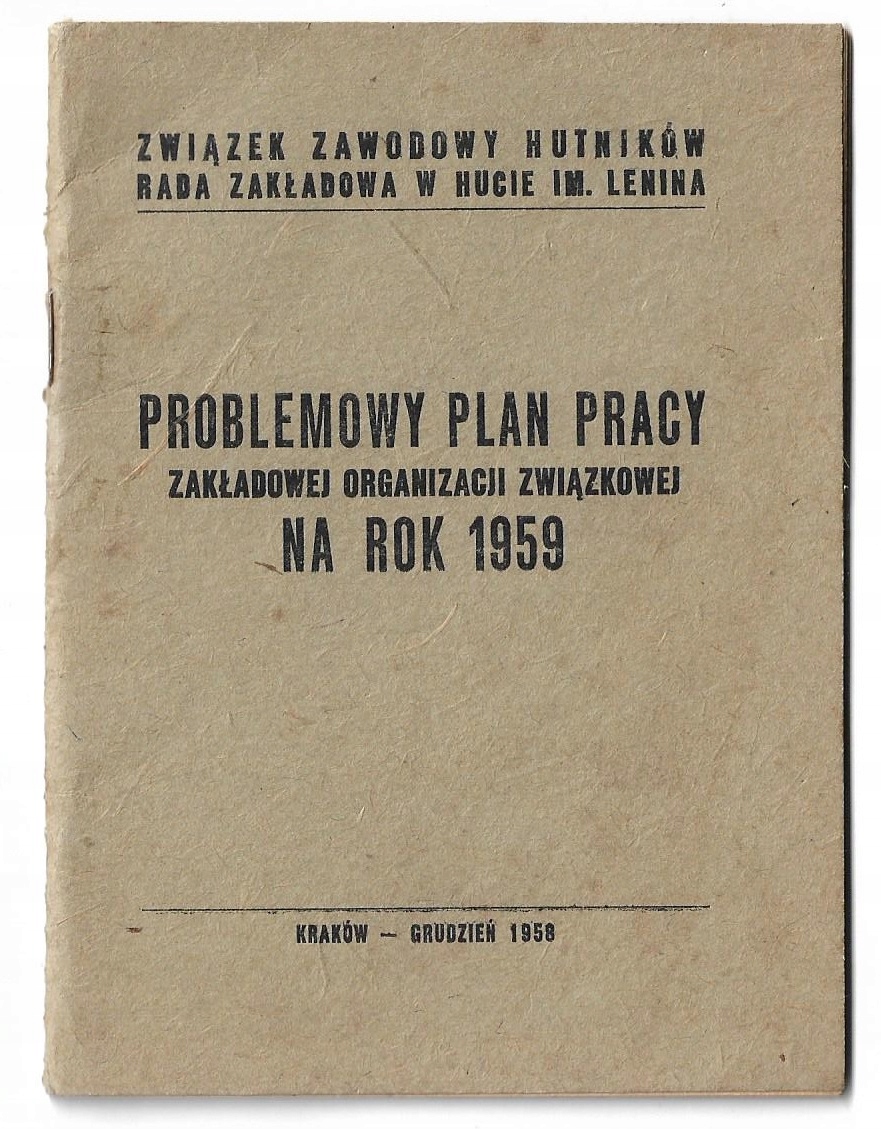 ZWIĄZEK ZAWODOWY HUTNIKÓW
RADA ZAKŁADOWA W HUCIE IM. LENINA
PROBLEMOWY PLAN PRACY
ZAKŁADOWEJ ORGANIZACJI ZWIĄZKOWEJ
NA ROK 1959
KRAKÓW — GRUDZIEŃ 1958